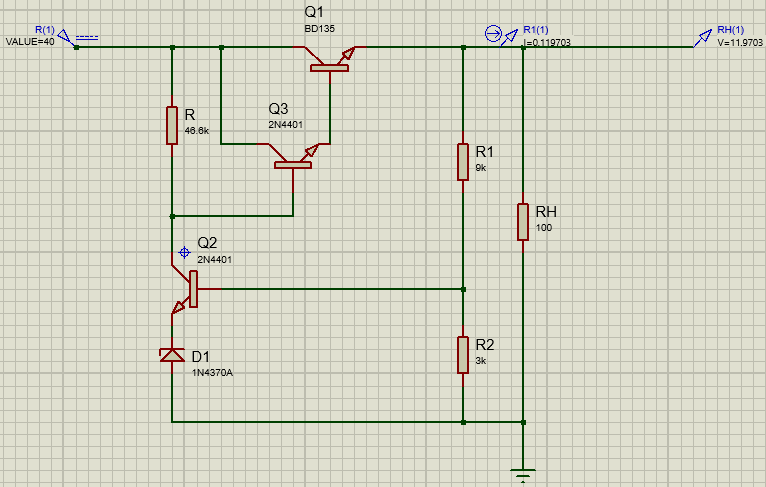 Q1
BD135
R(1)
VALUE=40
R1(1)
I=0.119703
RH(1)
V=11.9703
R
46.6k
Q3
2N4401
R1
9k
RH
100
Q2
2N4401
D1
1N4370A
R2
3k